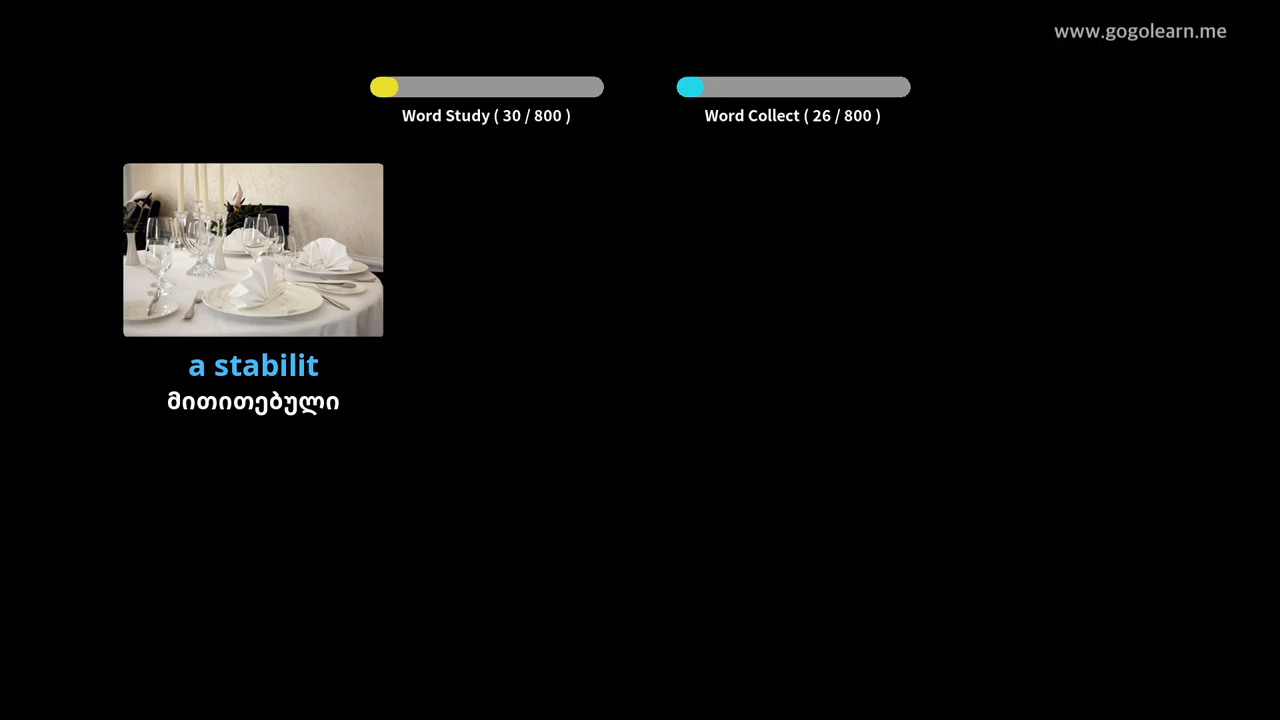 www.gogolearn.me
Word Study ( 30 / 800 )
Word Collect ( 26 / 800 )
a stabilit
მითითებული